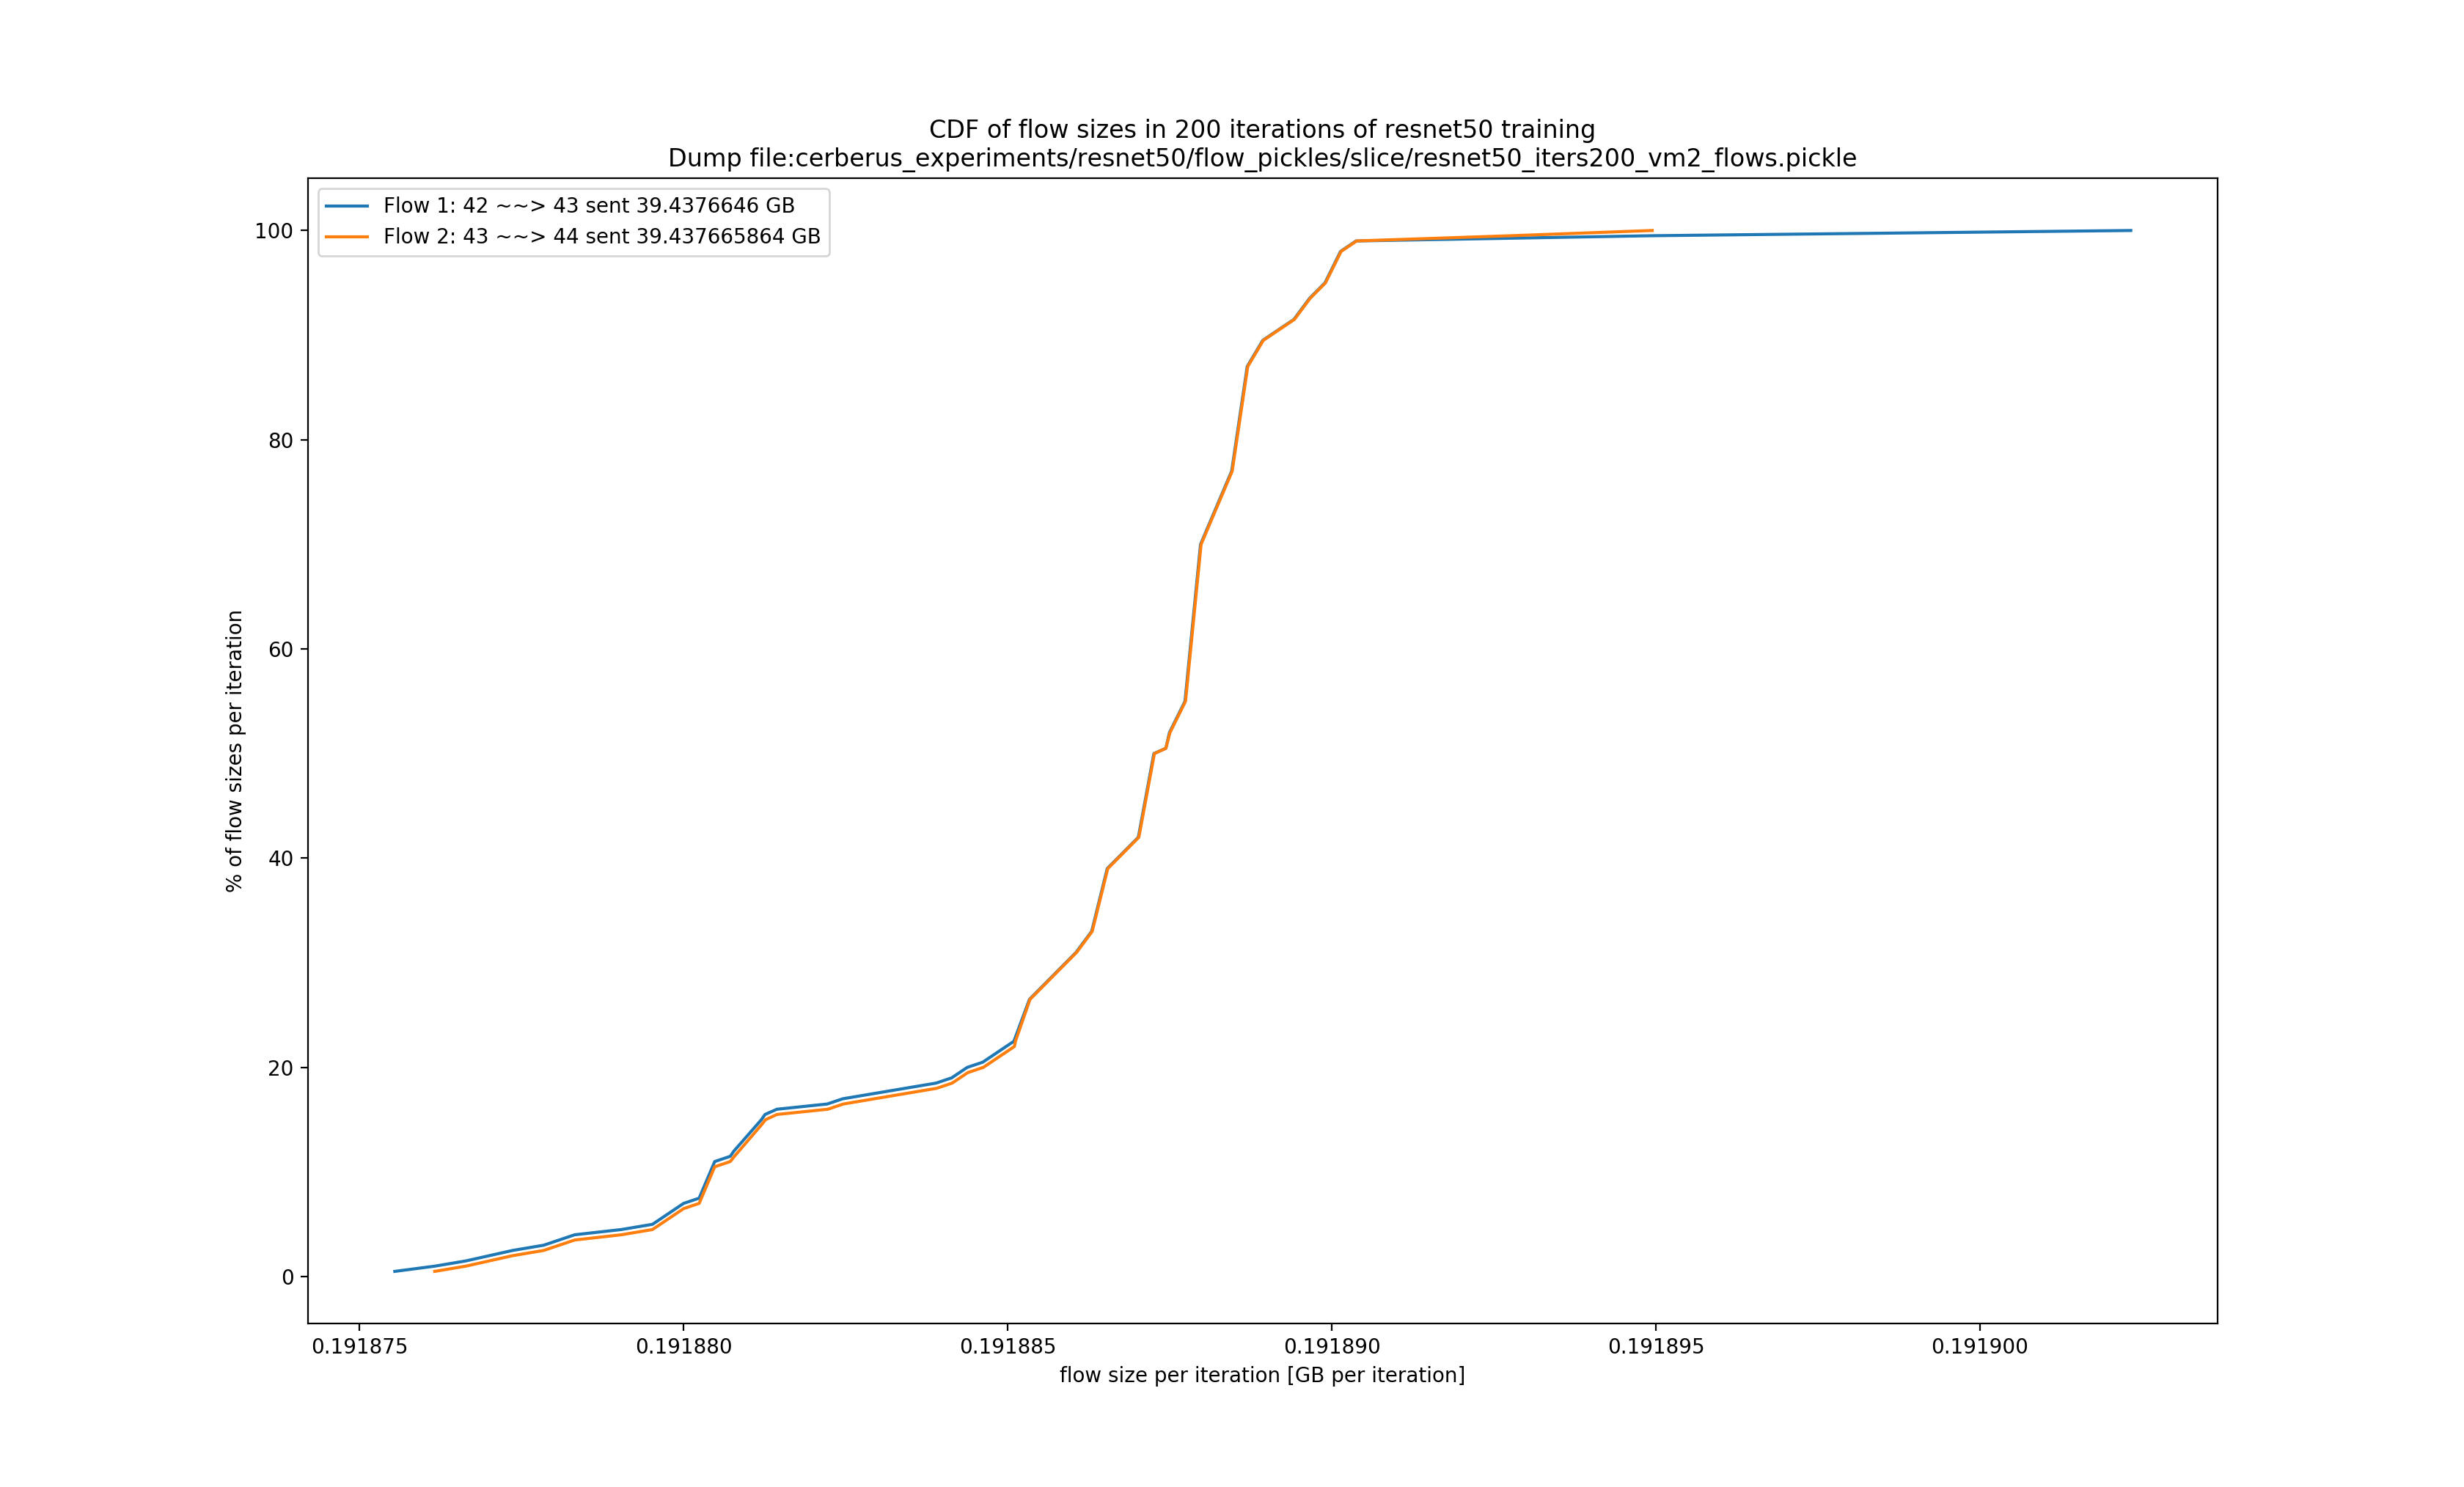 CDF of flow sizes in 200 iterations of resnet50 training
Dump file:cerberus_experiments/resnet50/flow_pickles/slice/resnet50_iters200_vm2_flows.pickle
Flow 1: 42 ~~> 43 sent 39.4376646 GB
Flow 2: 43 ~~> 44 sent 39.437665864 GB
% of flow sizes per iteration
100
80
60
40
20
0
0.191875 0.191880 0.191885 0.191890 0.191895 0.191900
flow size per iteration [GB per iteration]